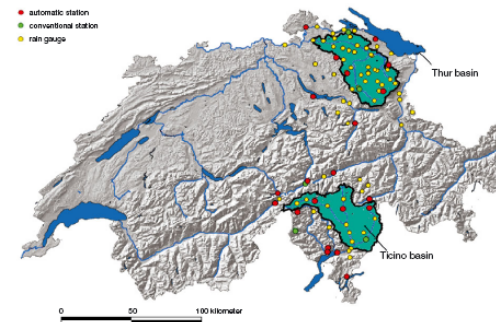 automatic station
conventional station
rain gauge
Thur basin
Ticino basin
0 50 100 kilometer